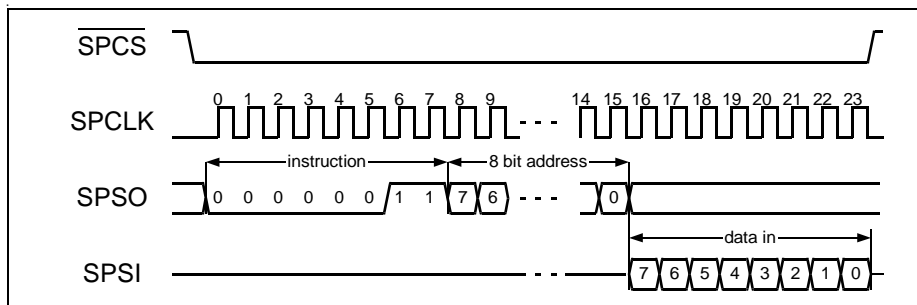 SPCS
0 1 2 3 4 5 6 7 8 9 14 15 16 17 18 19 20 21 22 23
SPCLK
instruction 8 bit address
SPSO 0 0 0 0 0 0 1 1 7 6 0
data in
SPSI 7 6 5 4 3 2 1 0